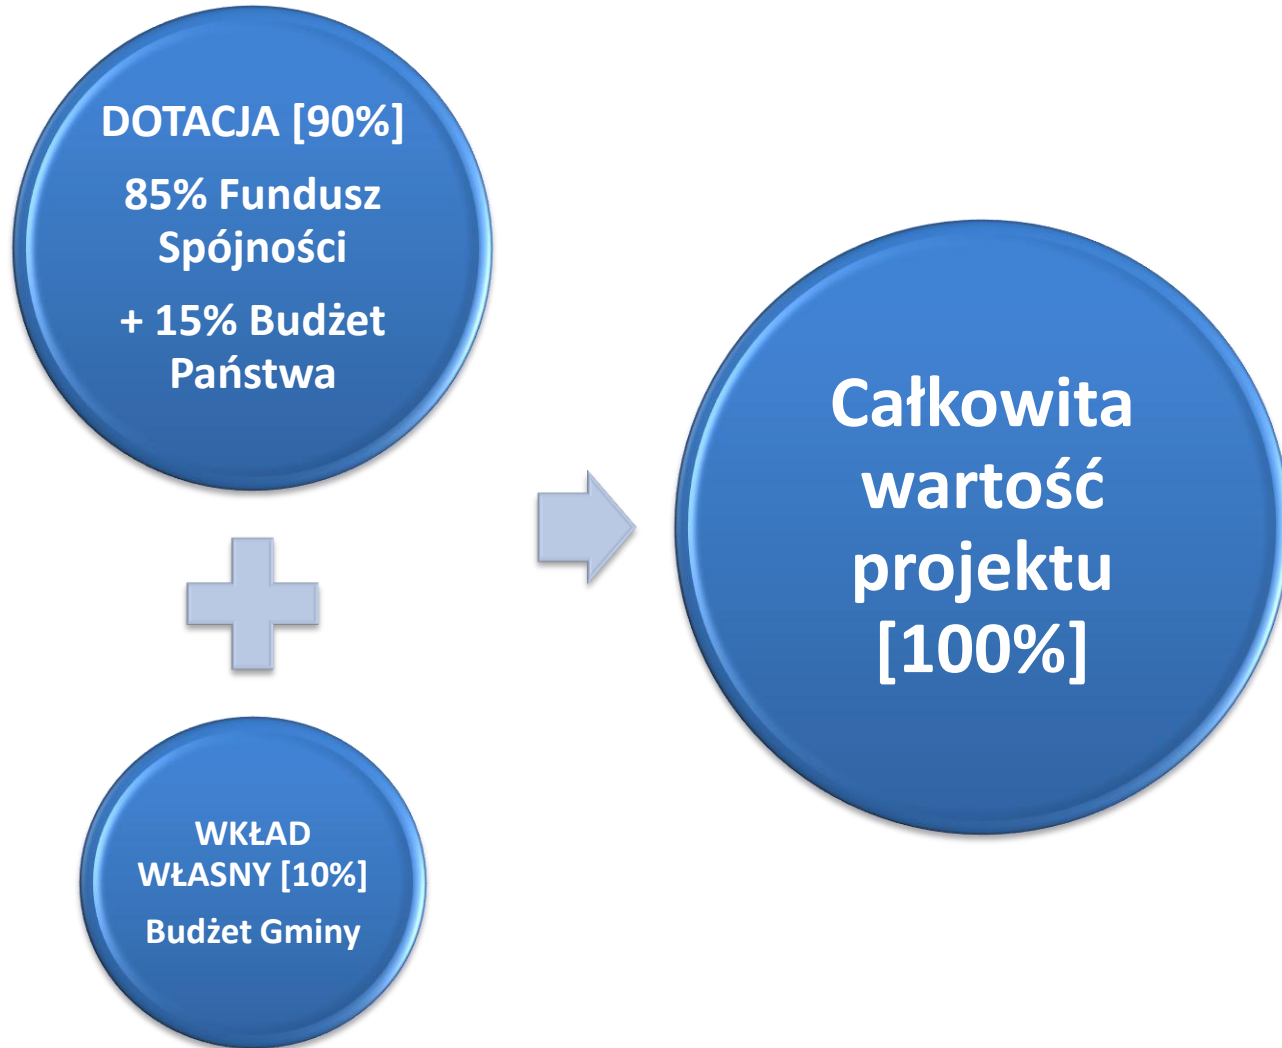 DOTACJA [90%]
85% Fundusz
Spójności
+ 15% Budżet
Państwa
WKŁAD
WŁASNY [10%]
Budżet Gminy
Całkowita
wartość
projektu
[100%]